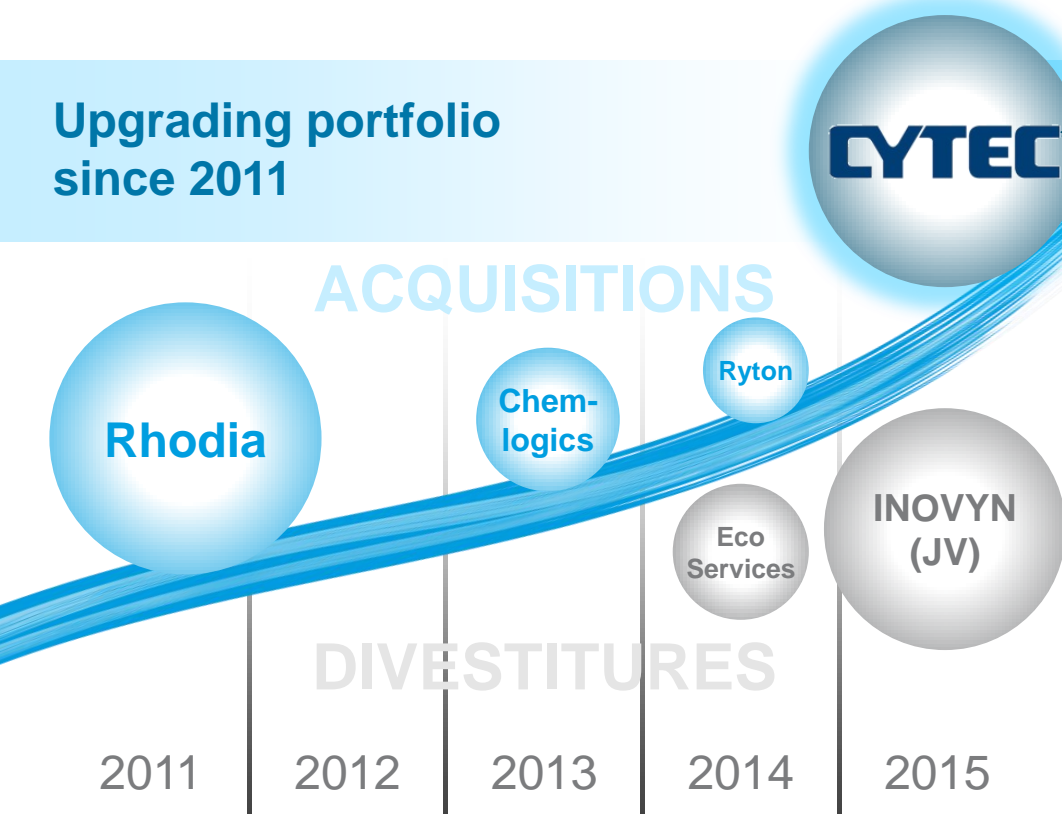 Upgrading portfolio
since 2011
CYTEC
ACQUISITIONS
Ryton
Chem-
logics
Rhodia
INOVYN
(JV)
Eco
Services
DIVESTITURES
2011
2012
2013
2014
2015